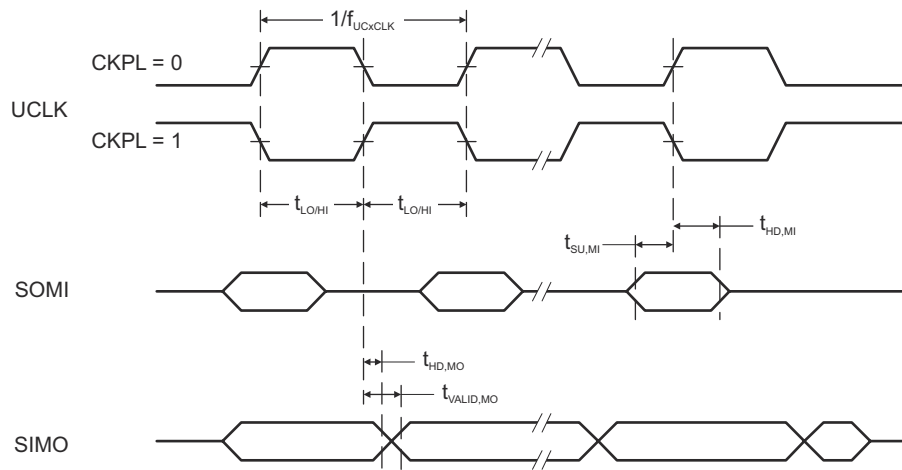 1/fUCxCLK
CKPL = 0
UCLK
CKPL = 1
tLO/HI tLO/HI
tSU,MI
tHD,MI
SOMI
tHD,MO
tVALID,MO
SIMO